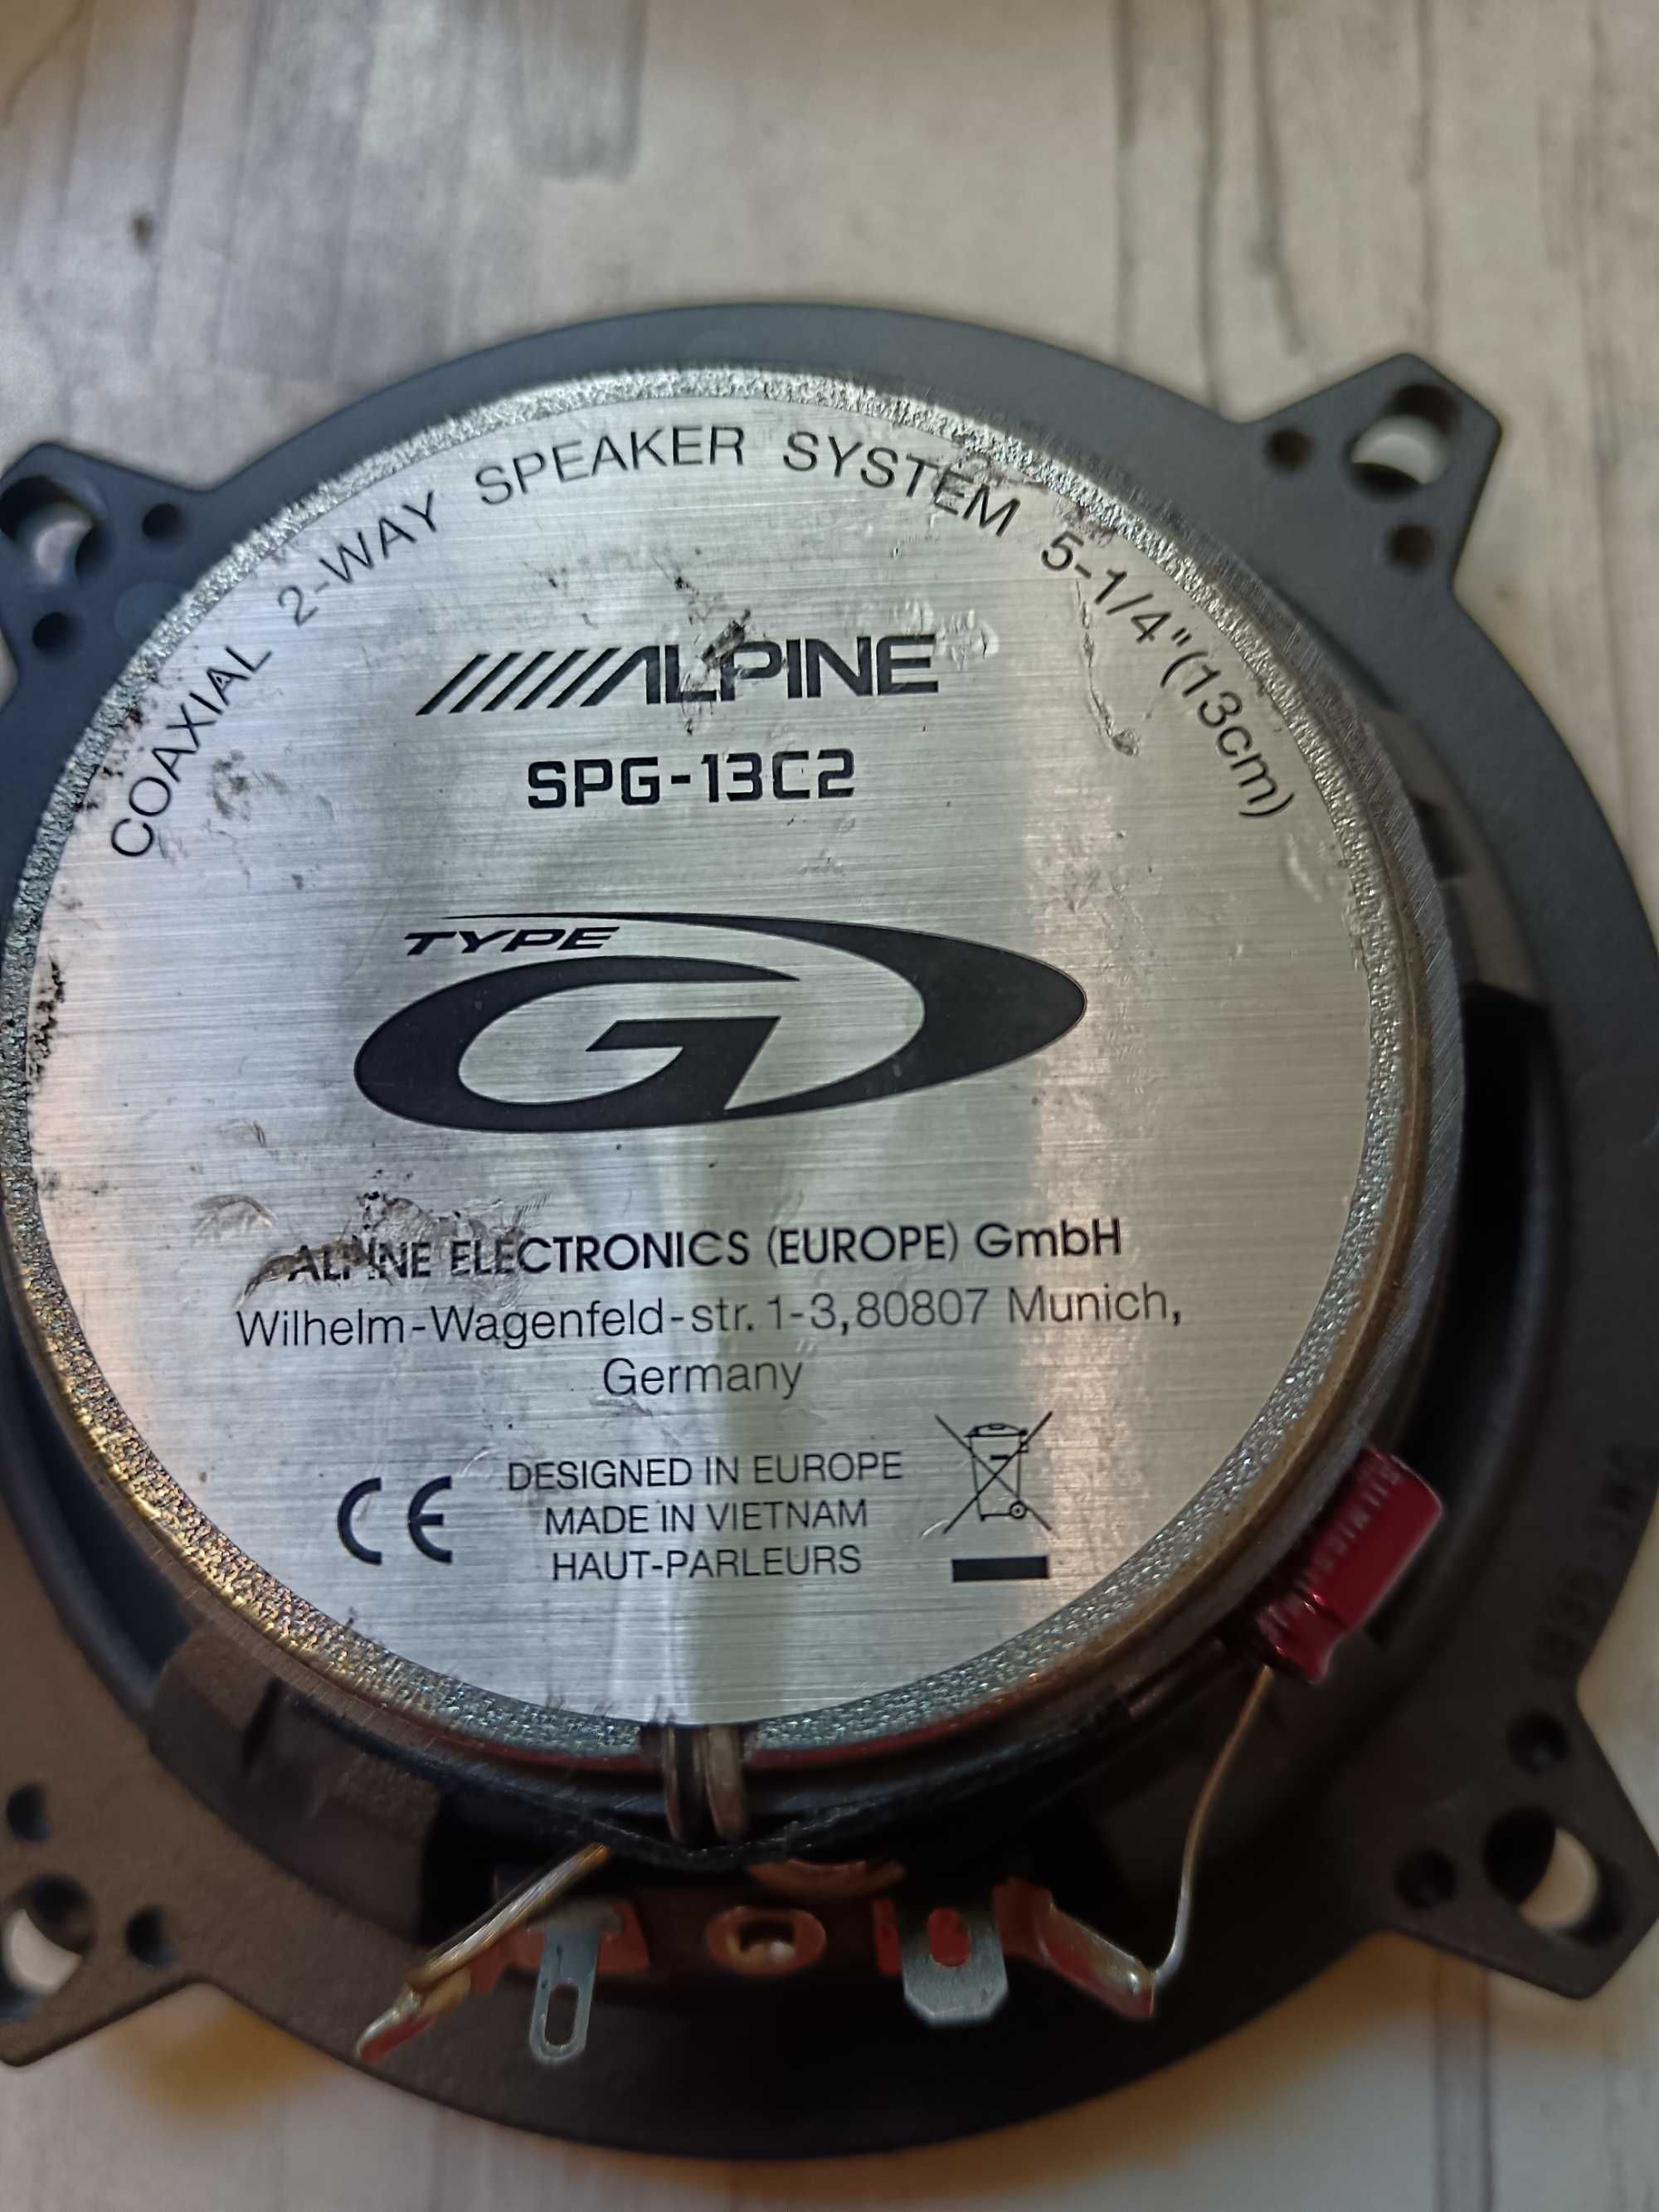 COAXIAL 2-WAY SPEAKER SYSTEM 5-1/4"(13cm)
ALPINE
SPG-13C2
TYPE
G
ALPINE ELECTRONICS (EUROPE) GmbH
Wilhelm-Wagenfeld-str. 1-3,80807 Munich,
Germany
CE
DESIGNED IN EUROPE
MADE IN VIETNAM
HAUT-PARLEURS